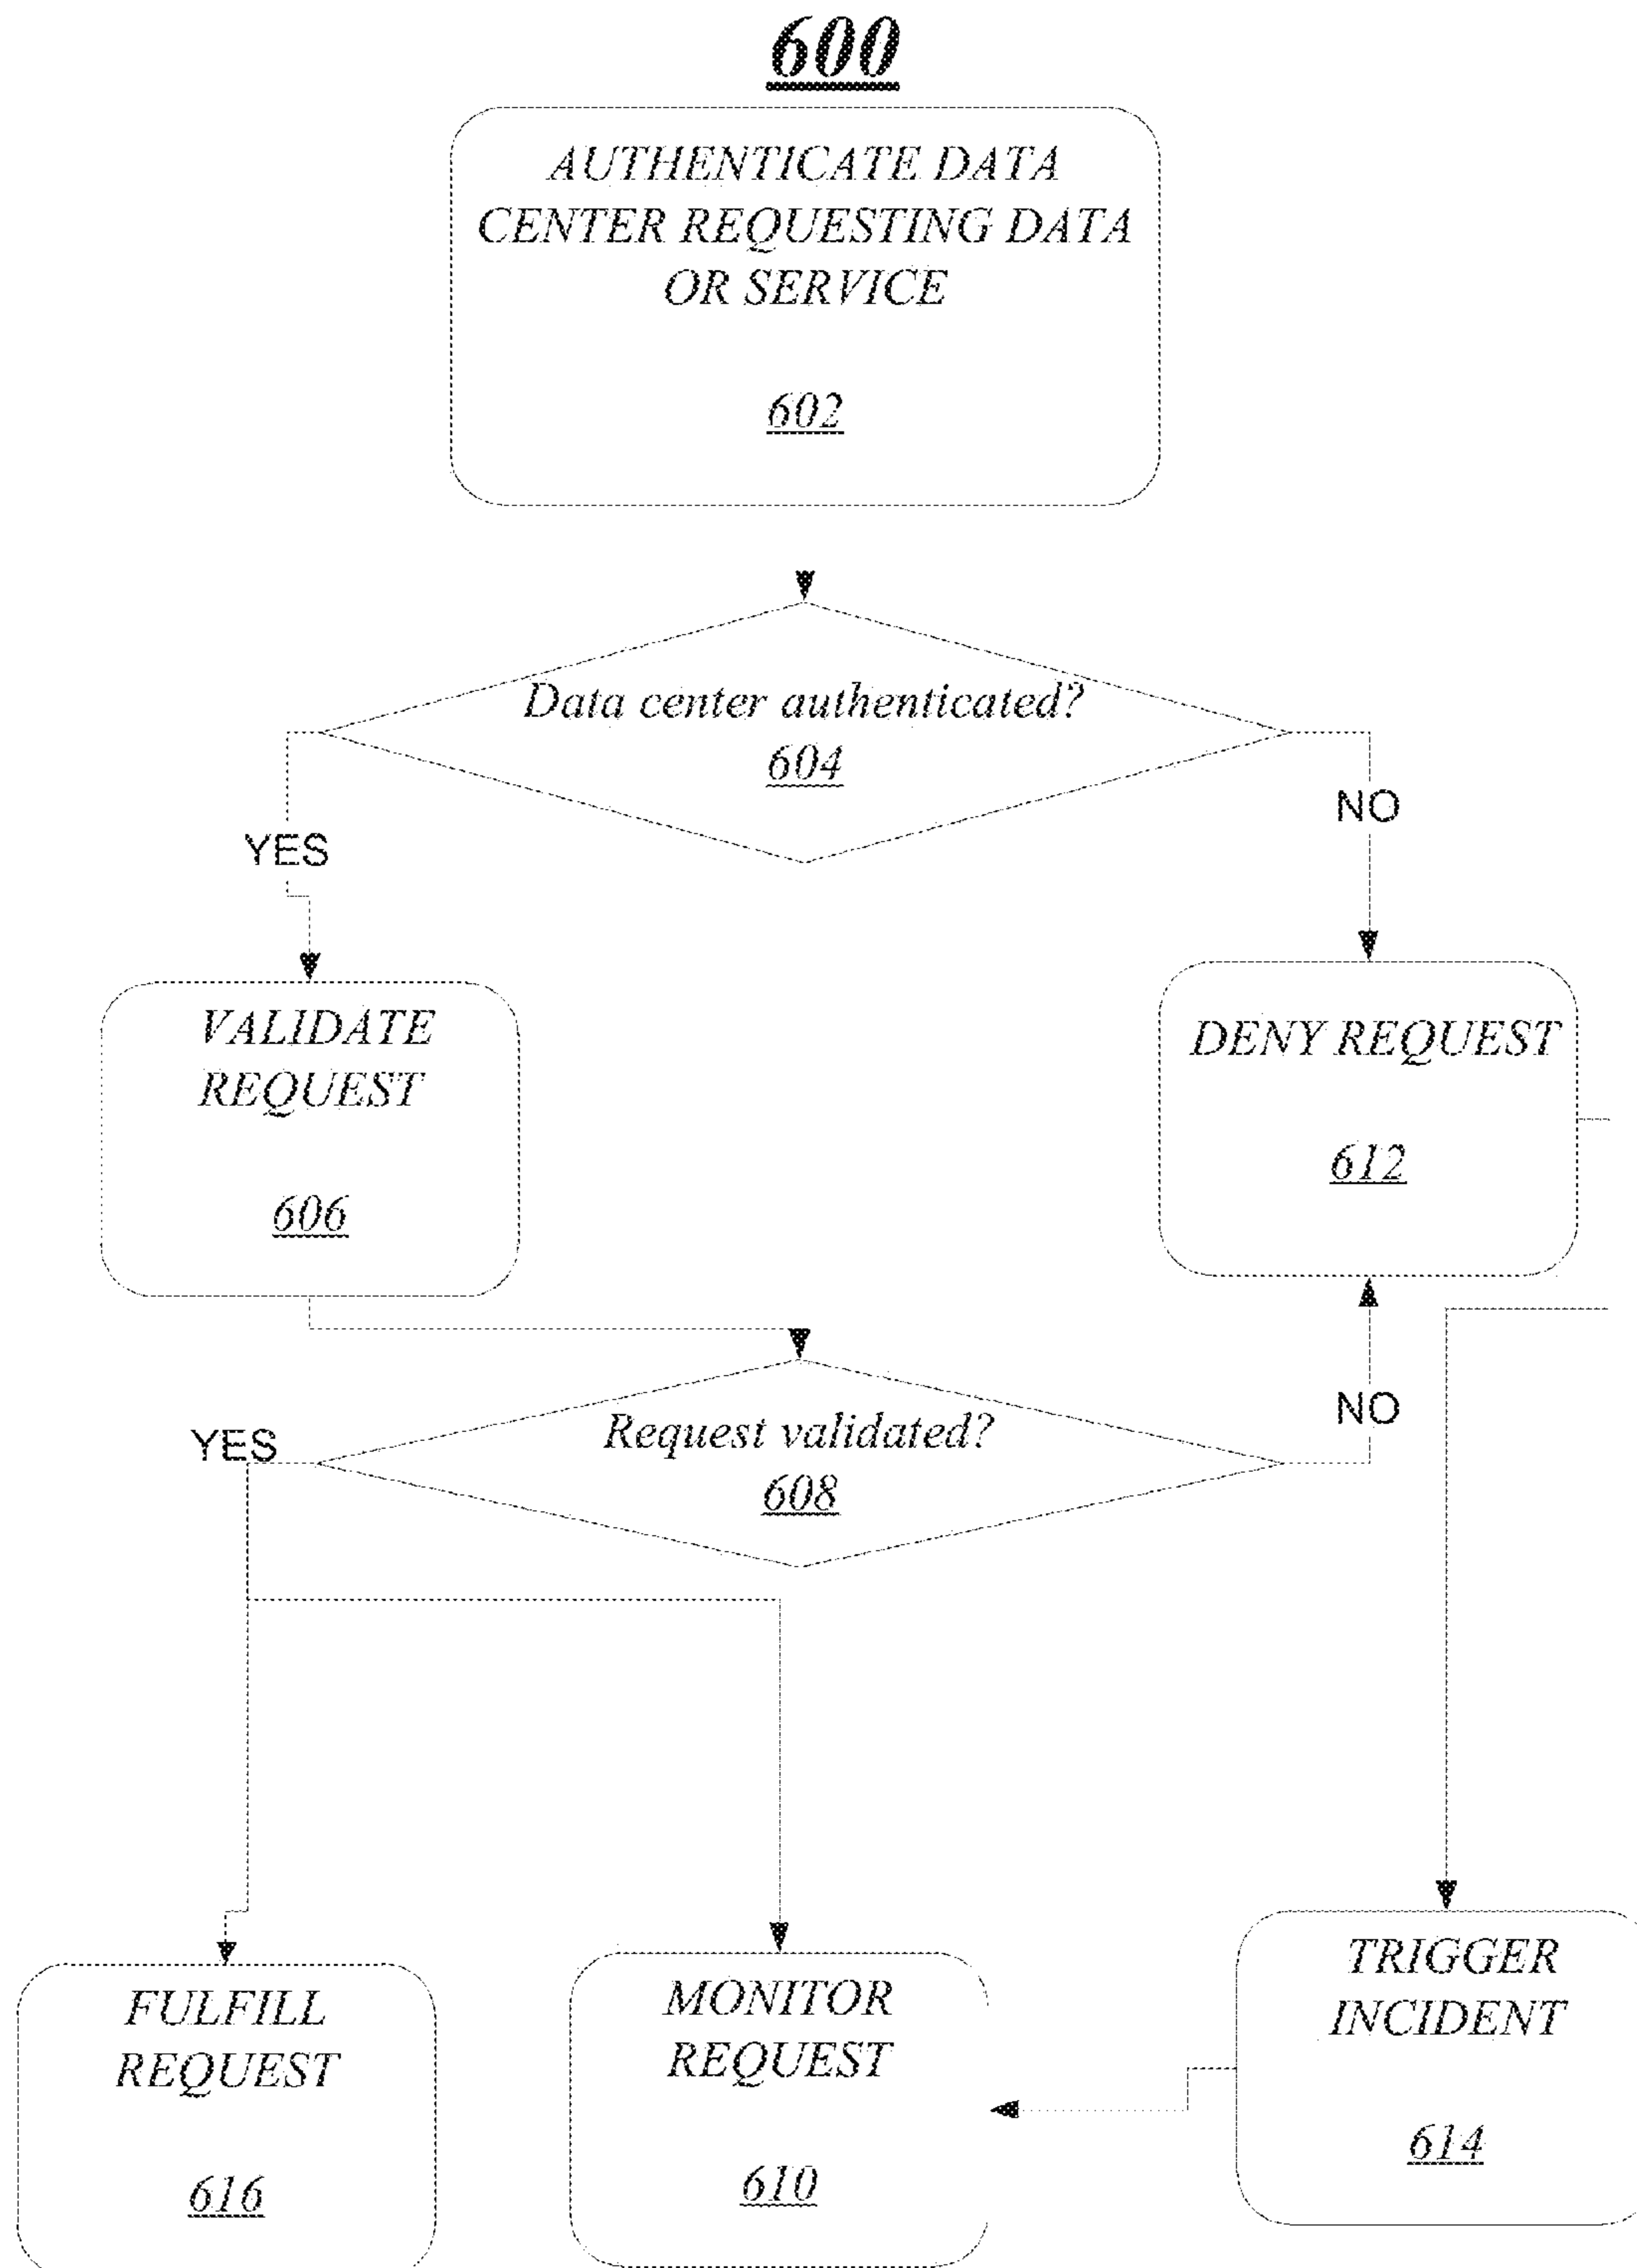 600
AUTHENTICATE DATA
CENTER REQUESTING DATA
OR SERVICE
602
Data center authenticated?
604
YES
NO
VALIDATE
REQUEST
606
DENY REQUEST
612
Request validated?
608
YES
NO
FULFILL
REQUEST
616
MONITOR
REQUEST
610
TRIGGER
INCIDENT
614